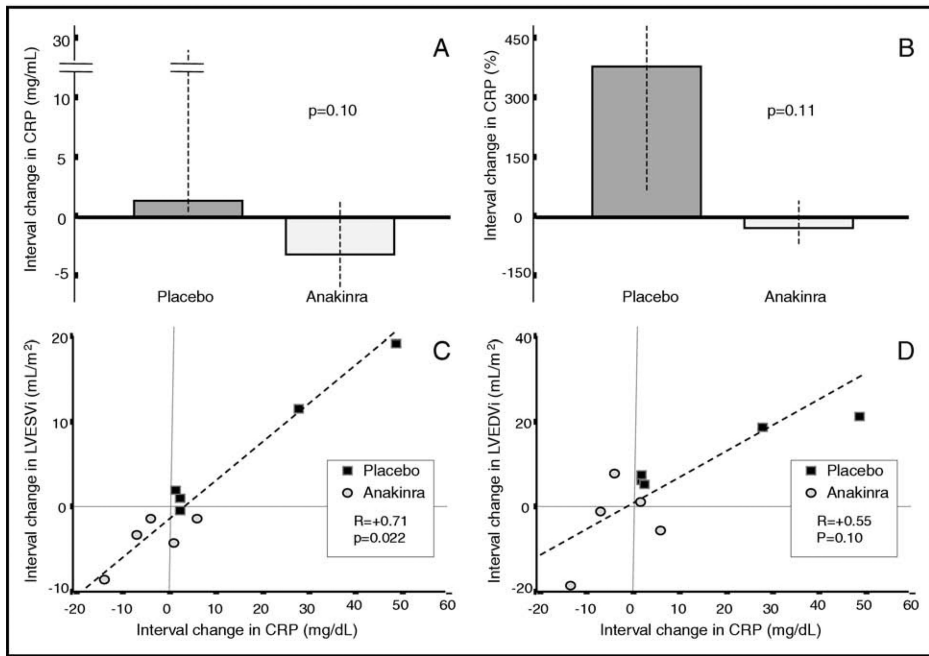 A
Interval change in CRP (mg/mL)
30
10
5
0
-5
p=0.10
Placebo
Anakinra
B
Interval change in CRP (%)
450
300
150
0
-150
p=0.11
Placebo
Anakinra
C
Interval change in LVESVi (mL/m²)
20
10
0
-10
Placebo
Anakinra
R=+0.71
p=0.022
-20 -10 0 10 20 30 40 50 60
Interval change in CRP (mg/dL)
D
Interval change in LVEDVi (mL/m²)
40
20
0
-20
Placebo
Anakinra
R=+0.55
P=0.10
-20 -10 0 10 20 30 40 50 60
Interval change in CRP (mg/dL)